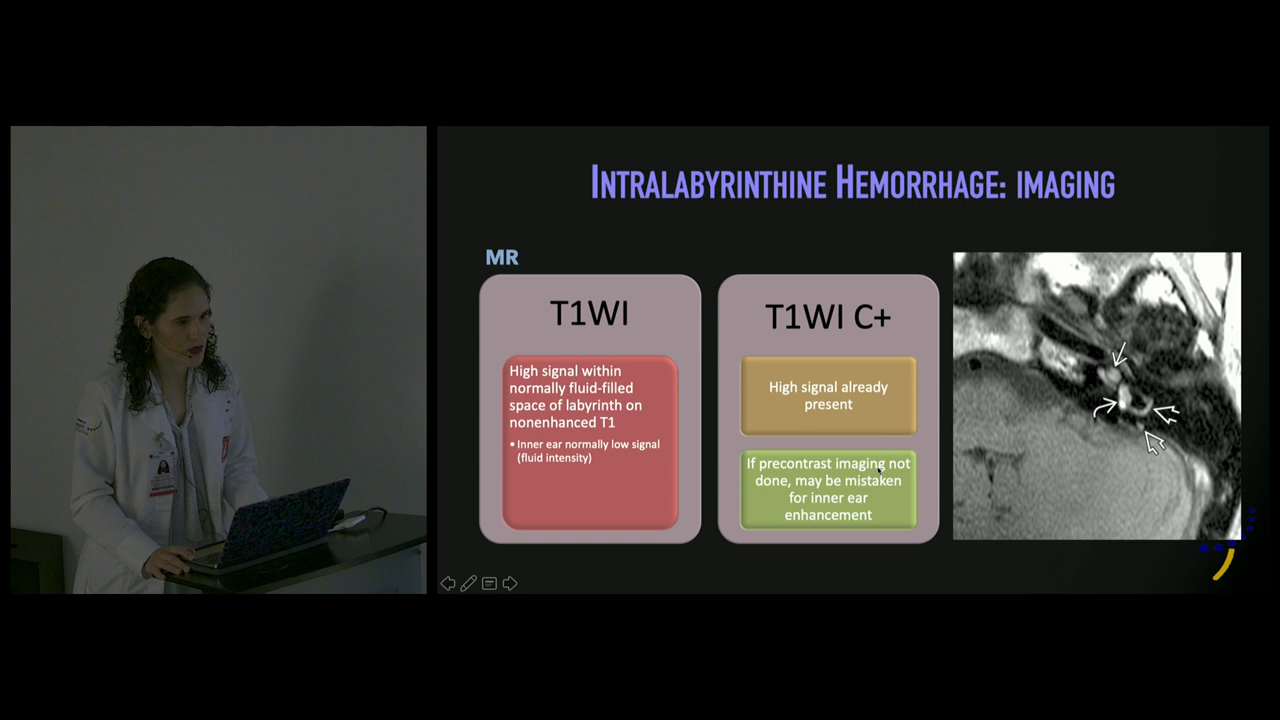 INTRALABYRINTHINE HEMORRHAGE: IMAGING
MR
T1WI
High signal within
normally fluid-filled
space of labyrinth on
nonenhanced T1
• Inner ear normally low signal
(fluid intensity)
T1WI C+
High signal already
present
If precontrast imaging not
done, may be mistaken
for inner ear
enhancement